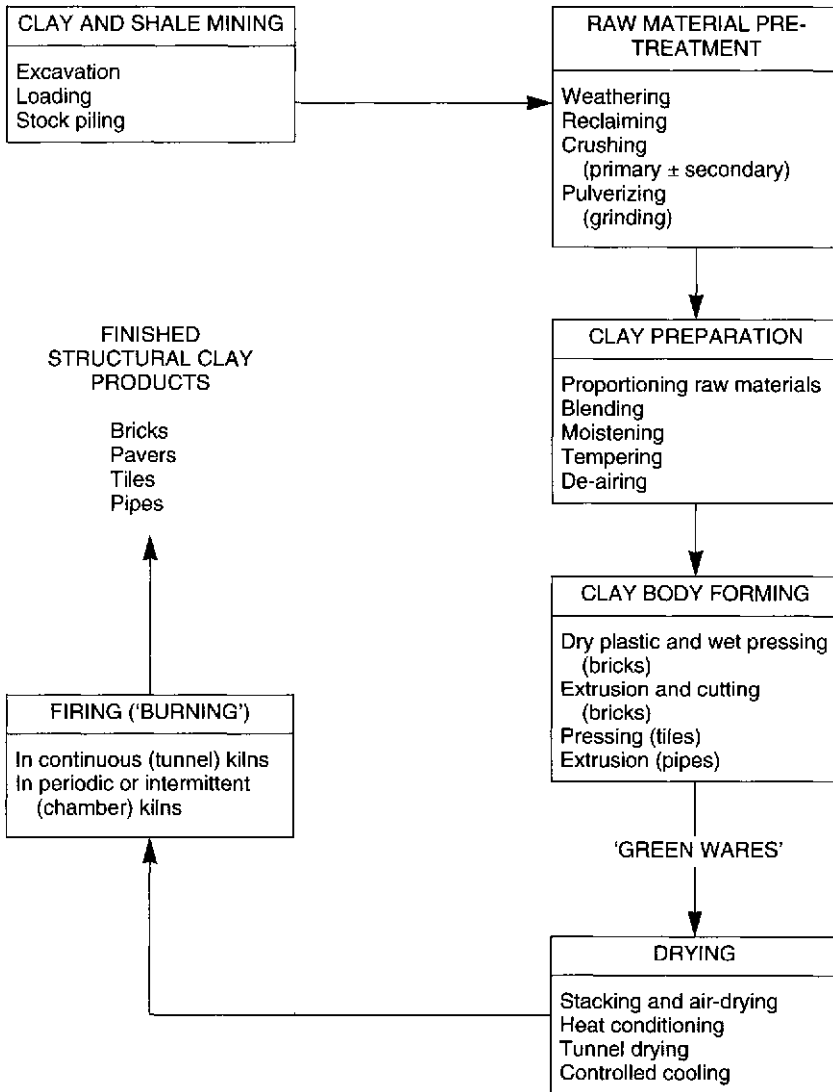 CLAY AND SHALE MINING
Excavation
Loading
Stock piling
RAW MATERIAL PRE-
TREATMENT
Weathering
Reclaiming
Crushing
(primary ± secondary)
Pulverizing
(grinding)
CLAY PREPARATION
Proportioning raw materials
Blending
Moistening
Tempering
De-airing
CLAY BODY FORMING
Dry plastic and wet pressing
(bricks)
Extrusion and cutting
(bricks)
Pressing (tiles)
Extrusion (pipes)
'GREEN WARES'
DRYING
Stacking and air-drying
Heat conditioning
Tunnel drying
Controlled cooling
FIRING ('BURNING')
In continuous (tunnel) kilns
In periodic or intermittent
(chamber) kilns
FINISHED
STRUCTURAL CLAY
PRODUCTS
Bricks
Pavers
Tiles
Pipes